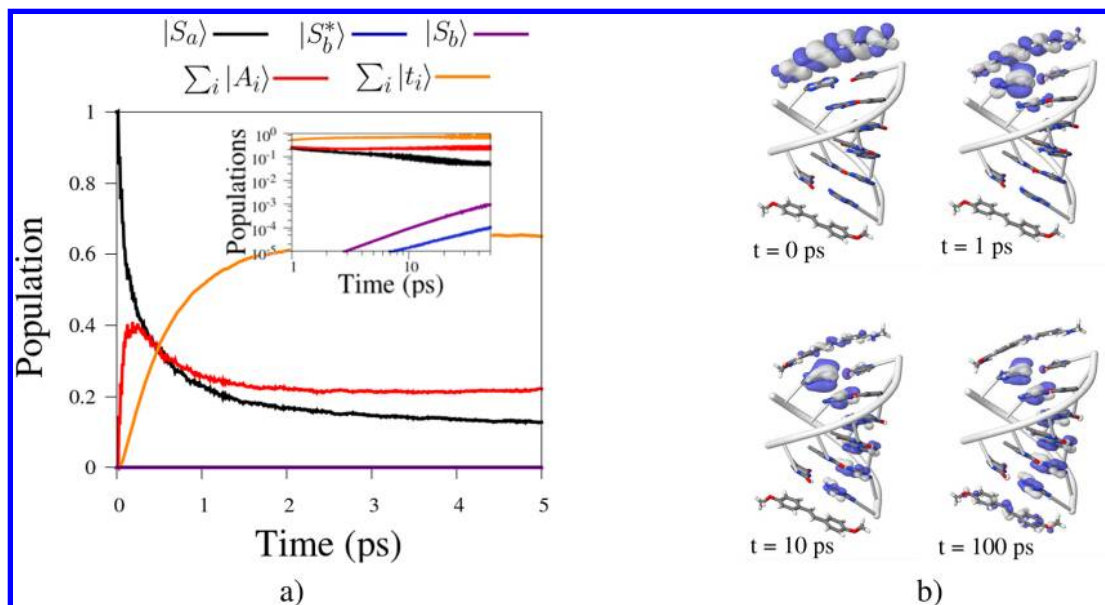 |S_a⟩ |S_b^*⟩ |S_b⟩
∑_i |A_i⟩ ∑_i |t_i⟩
1
0.8
0.6
0.4
0.2
0
Population
10^0
10^-1
10^-2
10^-3
10^-4
10^-5
Populations
1 10
Time (ps)
0 1 2 3 4 5
Time (ps)
a)
t = 0 ps
t = 1 ps
t = 10 ps
t = 100 ps
b)